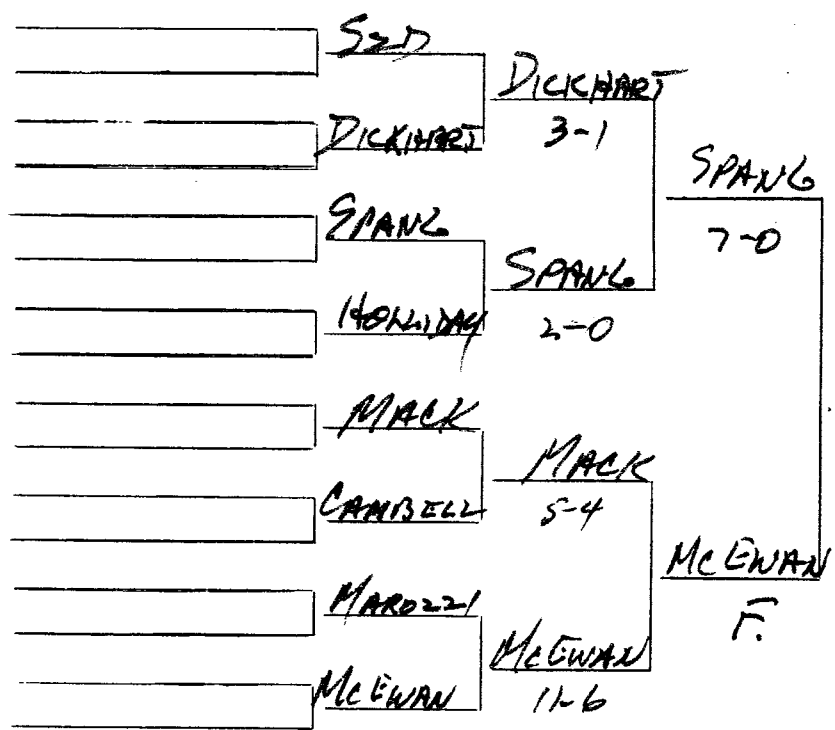 DICKHART
DICKHART
3-1
SPANG
7-0
SPANG
SPANG
HOLLIDAY
2-0
MACK
MACK
CAMBELL
5-4
MCEWAN
F.
MAROZZI
MCEWAN
MCEWAN
11-6